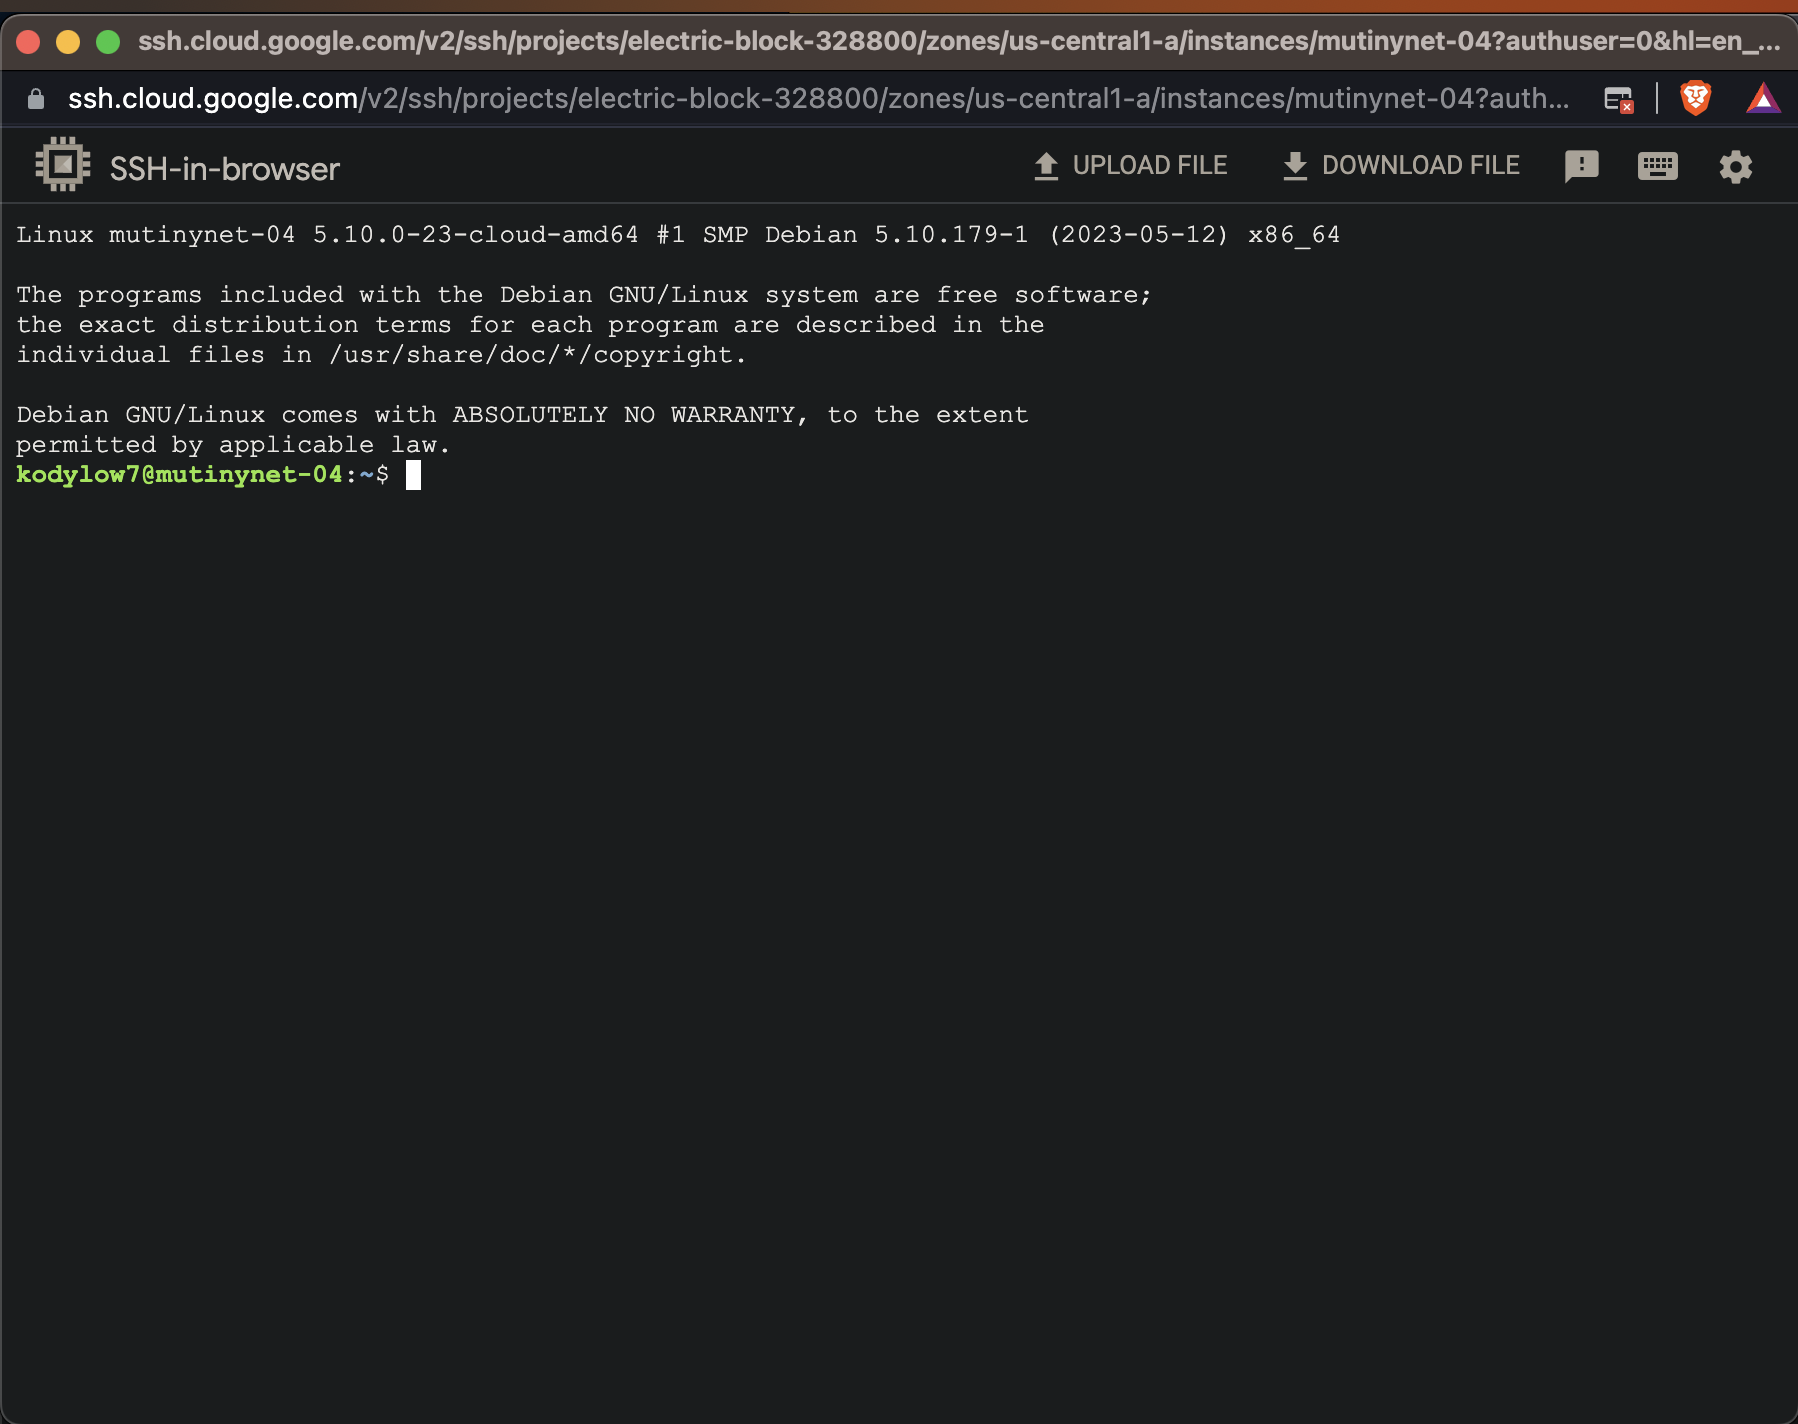 ssh.cloud.google.com/v2/ssh/projects/electric-block-328800/zones/us-central1-a/instances/mutinynet-04?authuser=0&hl=en_...
ssh.cloud.google.com/v2/ssh/projects/electric-block-328800/zones/us-central1-a/instances/mutinynet-04?auth...
SSH-in-browser UPLOAD FILE DOWNLOAD FILE
Linux mutinynet-04 5.10.0-23-cloud-amd64 #1 SMP Debian 5.10.179-1 (2023-05-12) x86_64
The programs included with the Debian GNU/Linux system are free software;
the exact distribution terms for each program are described in the
individual files in /usr/share/doc/*/copyright.
Debian GNU/Linux comes with ABSOLUTELY NO WARRANTY, to the extent
permitted by applicable law.
kodylow7@mutinynet-04:~$